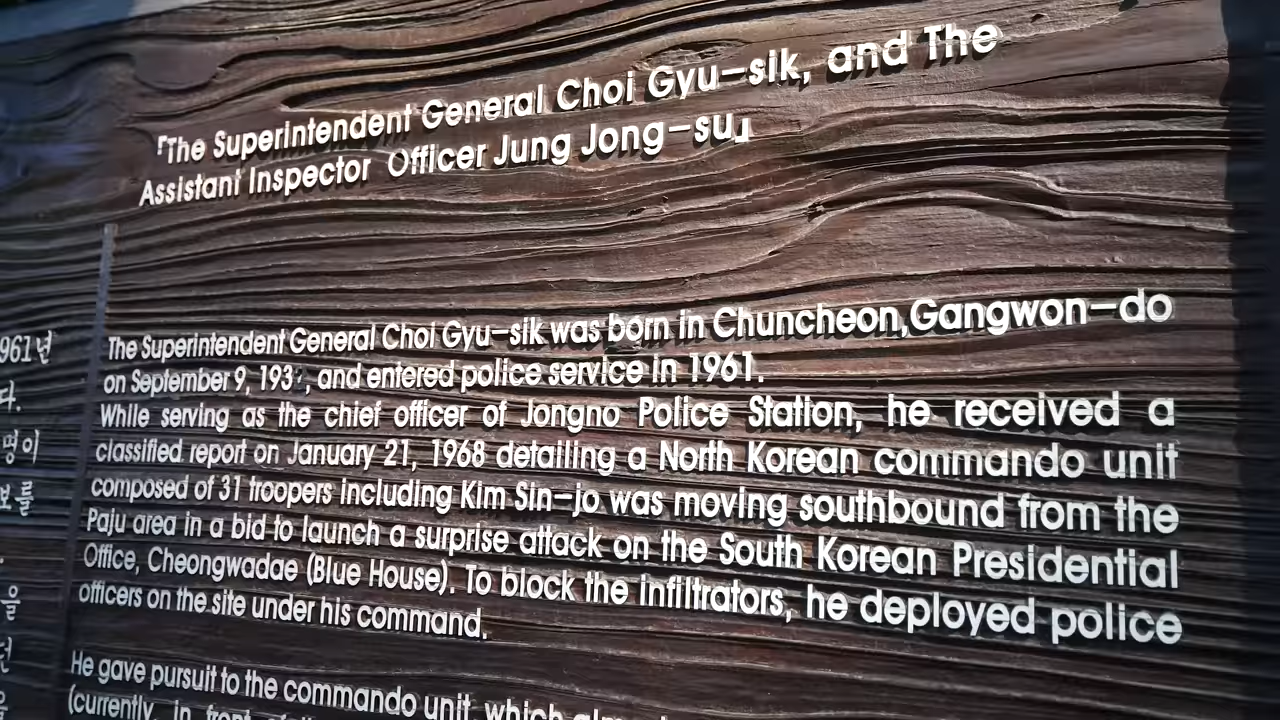 『The Superintendent General Choi Gyu-sik, and The
Assistant Inspector Officer Jung Jong-su』
The Superintendent General Choi Gyu-sik was born in Chuncheon,Gangwon-do
on September 9, and entered police service in 1961.
While serving as the chief officer of Jongno Police Station, he received a
classified report on January 21, 1968 detailing a North Korean commando unit
composed of 31 troopers including Kim Sin-jo was moving southbound from the
Paju area in a bid to launch a surprise attack on the South Korean Presidential
Office, Cheongwadae (Blue House). To block the infiltrators, he deployed police
officers on the site under his command.
He gave pursuit to the commando unit, which
(currently, in front
961년
다.
명이